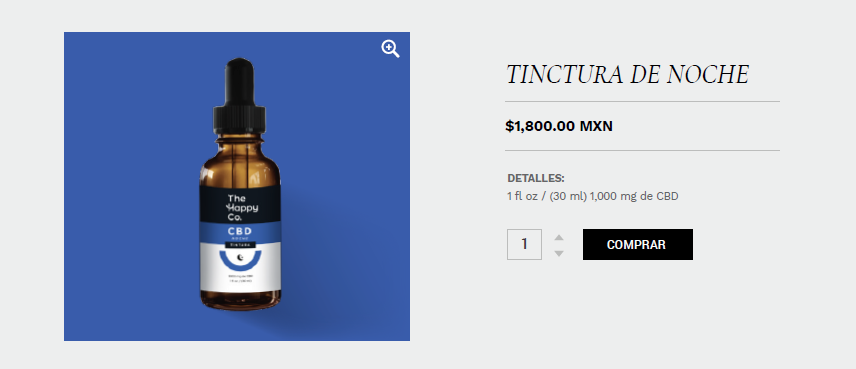 The
Happy
Co.
CBD
TINCTURA DE NOCHE
$1,800.00 MXN
DETALLES:
1 fl oz / (30 ml) 1,000 mg de CBD
1
COMPRAR